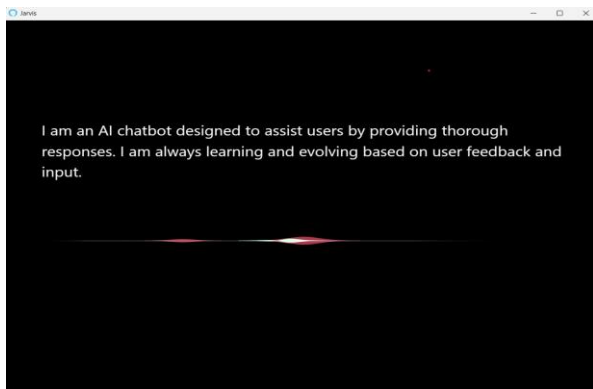 Jarvis
I am an AI chatbot designed to assist users by providing thorough
responses. I am always learning and evolving based on user feedback and
input.